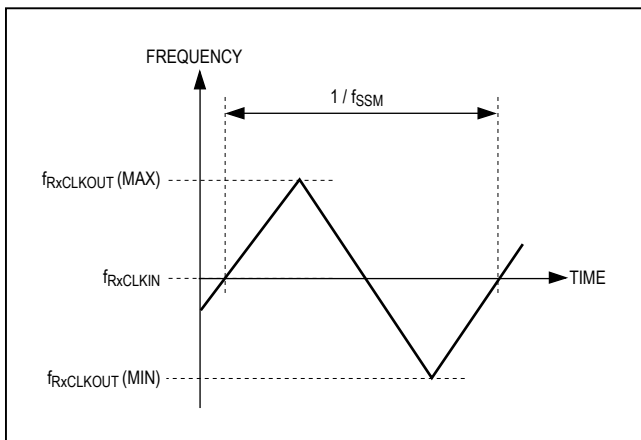 FREQUENCY
1 / fSSM
fRxCLKOUT (MAX)
fRxCLKIN
TIME
fRxCLKOUT (MIN)